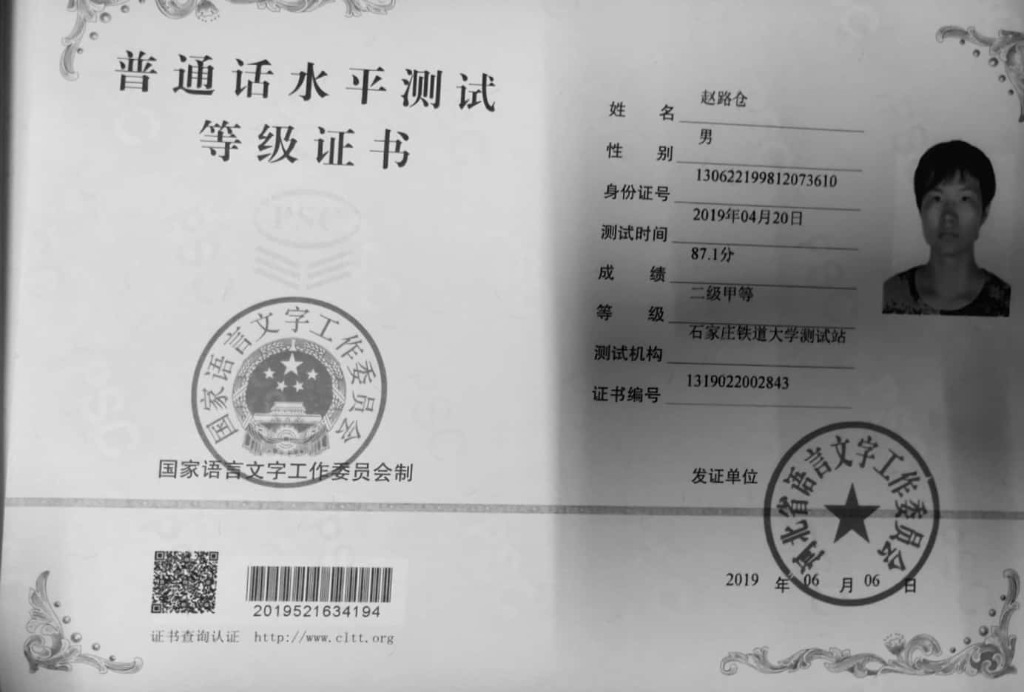 普通话水平测试
等级证书
PSC
国家语言文字工作委员会
国家语言文字工作委员会制
2019521634194
证书查询认证 http://www.cltt.org
姓 名 赵路仓
性 别 男
身份证号 130622199812073610
测试时间 2019年04月20日
成 绩 87.1分
等 级 二级甲等
测试机构 石家庄铁道大学测试站
证书编号 1319022002843
发证单位
河北省语言文字工作委员会
2019 年 06 月 06 日